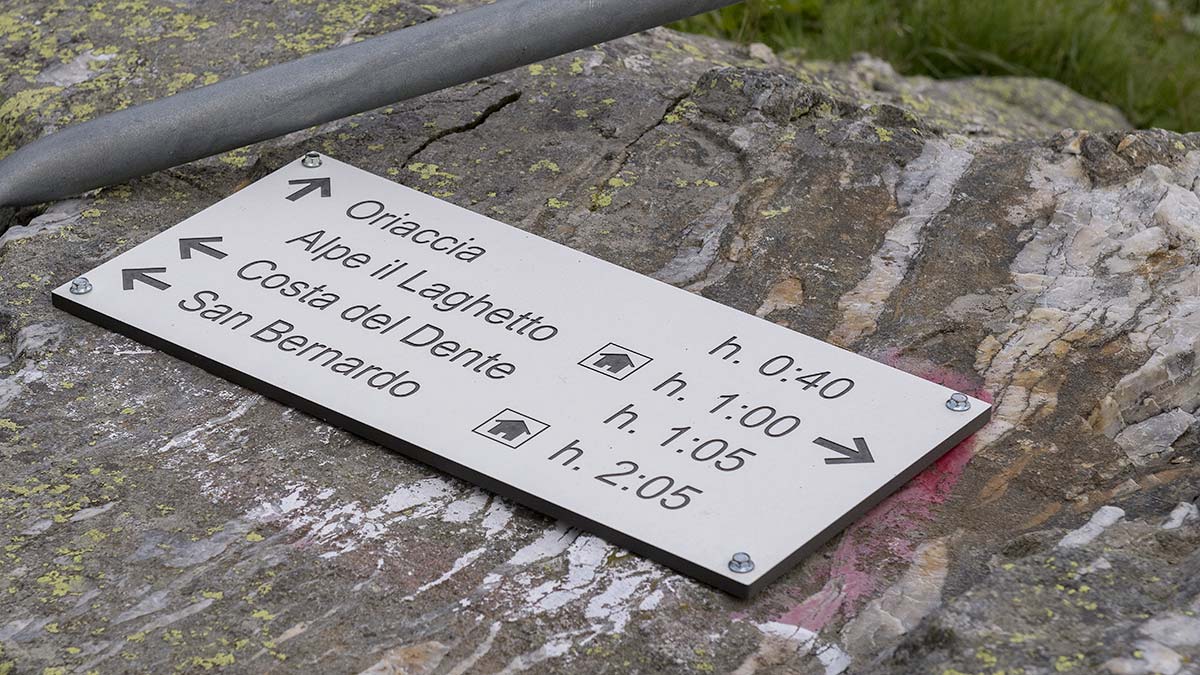 Oriaccia h. 0:40
Alpe il Laghetto h. 1:00
Costa del Dente h. 1:05
San Bernardo h. 2:05